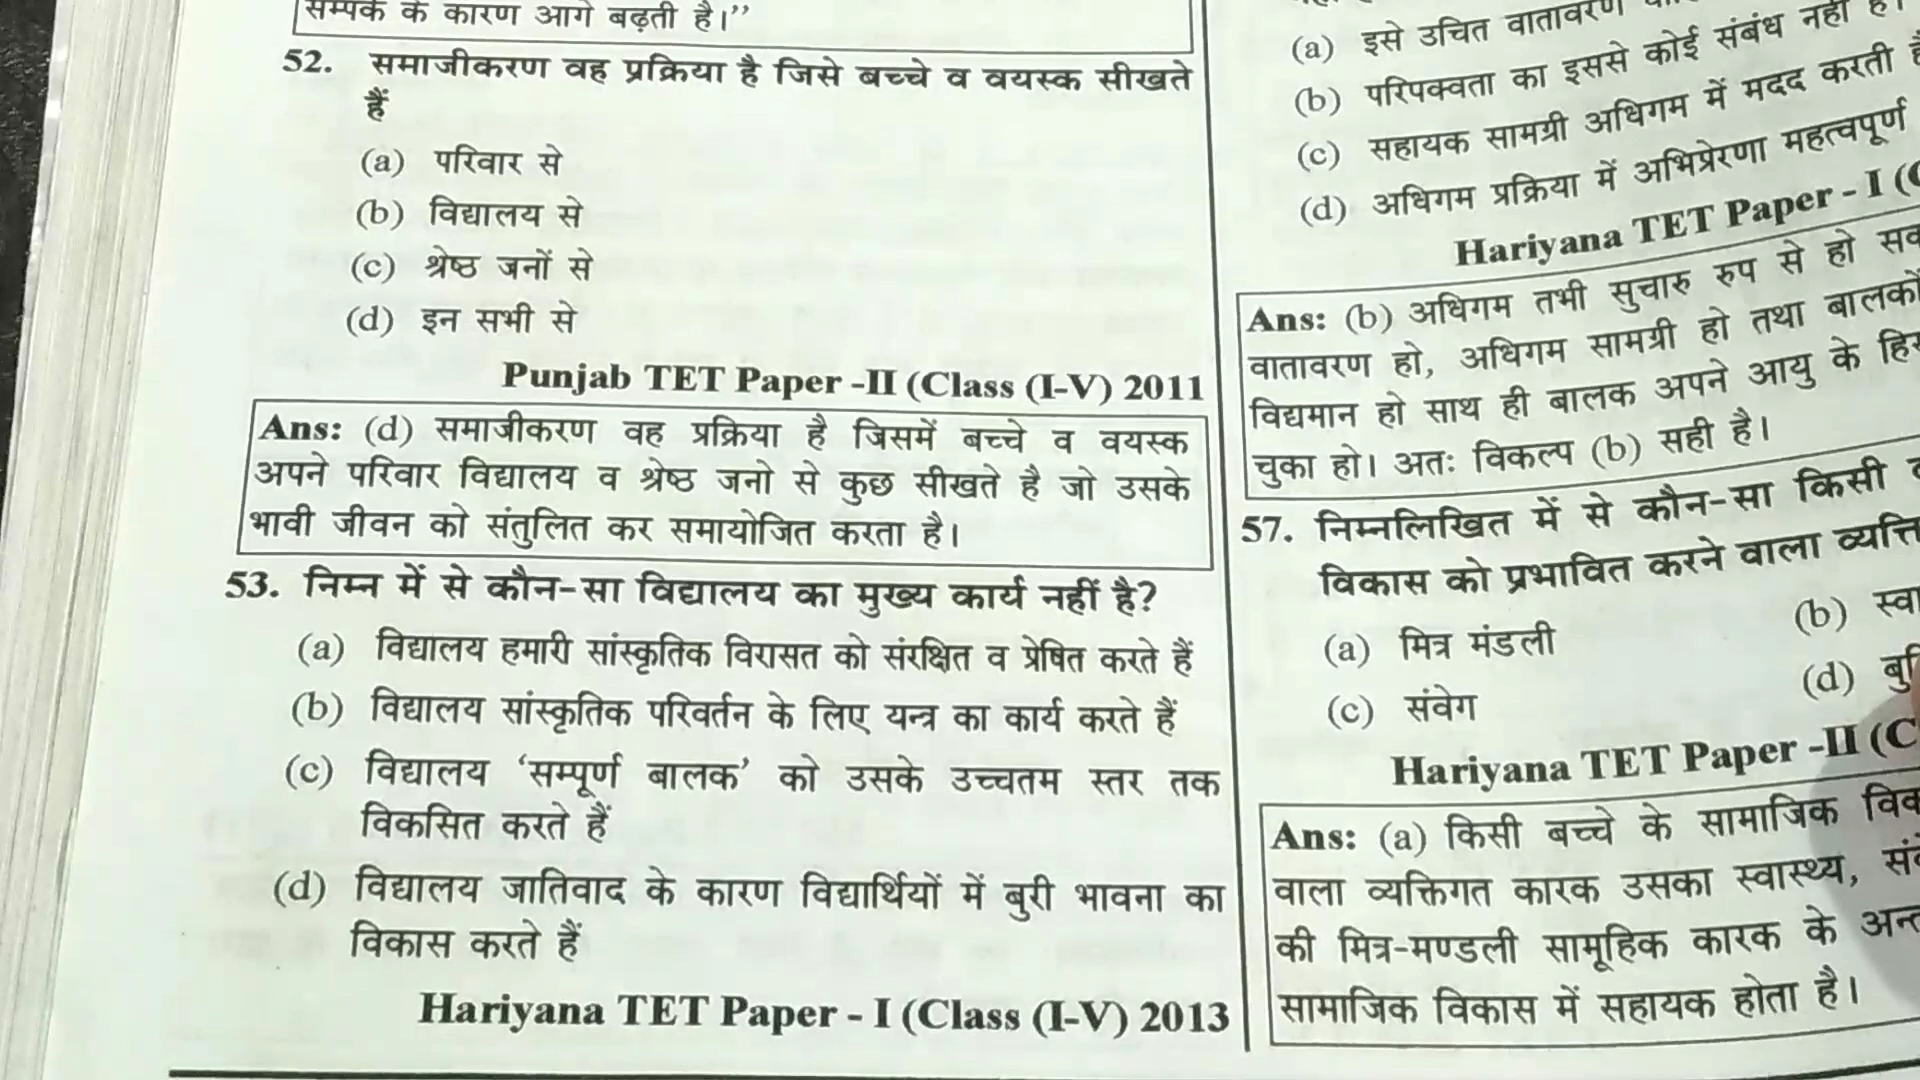 सम्पर्क के कारण आगे बढ़ती है।”
52. समाजीकरण वह प्रक्रिया है जिसे बच्चे व वयस्क सीखते
हैं
(a) परिवार से
(b) विद्यालय से
(c) श्रेष्ठ जनों से
(d) इन सभी से
Punjab TET Paper -II (Class (I-V) 2011
Ans: (d) समाजीकरण वह प्रक्रिया है जिसमें बच्चे व वयस्क
अपने परिवार विद्यालय व श्रेष्ठ जनो से कुछ सीखते है जो उसके
भावी जीवन को संतुलित कर समायोजित करता है।
53. निम्न में से कौन-सा विद्यालय का मुख्य कार्य नहीं है?
(a) विद्यालय हमारी सांस्कृतिक विरासत को संरक्षित व प्रेषित करते हैं
(b) विद्यालय सांस्कृतिक परिवर्तन के लिए यन्त्र का कार्य करते हैं
(c) विद्यालय ‘सम्पूर्ण बालक’ को उसके उच्चतम स्तर तक
विकसित करते हैं
(d) विद्यालय जातिवाद के कारण विद्यार्थियों में बुरी भावना का
विकास करते हैं
Hariyana TET Paper - I (Class (I-V) 2013
(a) इसे उचित वातावरण
(b) परिपक्वता का इससे कोई संबंध नहीं है।
(c) सहायक सामग्री अधिगम में मदद करती
(d) अधिगम प्रक्रिया में अभिप्रेरणा महत्वपूर्ण
Hariyana TET Paper - I
Ans: (b) अधिगम तभी सुचारु रुप से हो
वातावरण हो, अधिगम सामग्री हो तथा बालकों
विद्यमान हो साथ ही बालक अपने आयु के
चुका हो। अतः विकल्प (b) सही है।
57. निम्नलिखित में से कौन-सा किसी
विकास को प्रभावित करने वाला
(a) मित्र मंडली
(b)
(c) संवेग
(d)
Hariyana TET Paper -II
Ans: (a) किसी बच्चे के सामाजिक
वाला व्यक्तिगत कारक उसका स्वास्थ्य,
की मित्र-मण्डली सामूहिक कारक के
सामाजिक विकास में सहायक होता है।